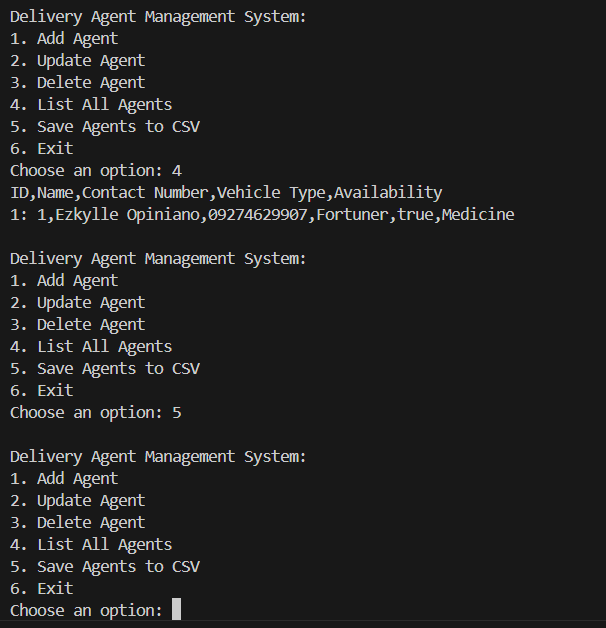 Delivery Agent Management System:
1. Add Agent
2. Update Agent
3. Delete Agent
4. List All Agents
5. Save Agents to CSV
6. Exit
Choose an option: 4
ID,Name,Contact Number,Vehicle Type,Availability
1: 1,Ezkylle Opiniano,09274629907,Fortuner,true,Medicine
Delivery Agent Management System:
1. Add Agent
2. Update Agent
3. Delete Agent
4. List All Agents
5. Save Agents to CSV
6. Exit
Choose an option: 5
Delivery Agent Management System:
1. Add Agent
2. Update Agent
3. Delete Agent
4. List All Agents
5. Save Agents to CSV
6. Exit
Choose an option: